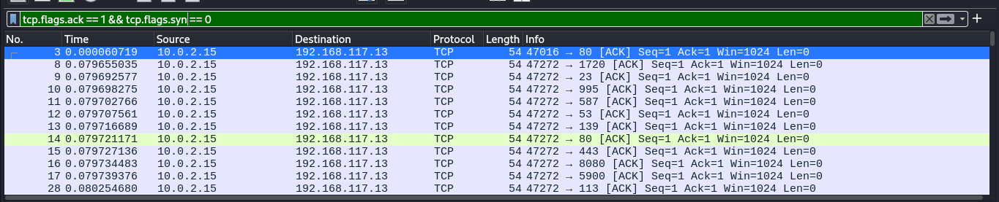 tcp.flags.ack == 1 && tcp.flags.syn == 0
No. Time Source Destination Protocol Length Info
3 0.000060719 10.0.2.15 192.168.117.13 TCP 54 47016 → 80 [ACK] Seq=1 Ack=1 Win=1024 Len=0
8 0.079655035 10.0.2.15 192.168.117.13 TCP 54 47272 → 1720 [ACK] Seq=1 Ack=1 Win=1024 Len=0
9 0.079692577 10.0.2.15 192.168.117.13 TCP 54 47272 → 23 [ACK] Seq=1 Ack=1 Win=1024 Len=0
10 0.079698275 10.0.2.15 192.168.117.13 TCP 54 47272 → 995 [ACK] Seq=1 Ack=1 Win=1024 Len=0
11 0.079702766 10.0.2.15 192.168.117.13 TCP 54 47272 → 587 [ACK] Seq=1 Ack=1 Win=1024 Len=0
12 0.079707561 10.0.2.15 192.168.117.13 TCP 54 47272 → 53 [ACK] Seq=1 Ack=1 Win=1024 Len=0
13 0.079716689 10.0.2.15 192.168.117.13 TCP 54 47272 → 139 [ACK] Seq=1 Ack=1 Win=1024 Len=0
14 0.079721171 10.0.2.15 192.168.117.13 TCP 54 47272 → 80 [ACK] Seq=1 Ack=1 Win=1024 Len=0
15 0.079727136 10.0.2.15 192.168.117.13 TCP 54 47272 → 443 [ACK] Seq=1 Ack=1 Win=1024 Len=0
16 0.079734483 10.0.2.15 192.168.117.13 TCP 54 47272 → 8080 [ACK] Seq=1 Ack=1 Win=1024 Len=0
17 0.079739376 10.0.2.15 192.168.117.13 TCP 54 47272 → 5900 [ACK] Seq=1 Ack=1 Win=1024 Len=0
28 0.080254680 10.0.2.15 192.168.117.13 TCP 54 47272 → 113 [ACK] Seq=1 Ack=1 Win=1024 Len=0